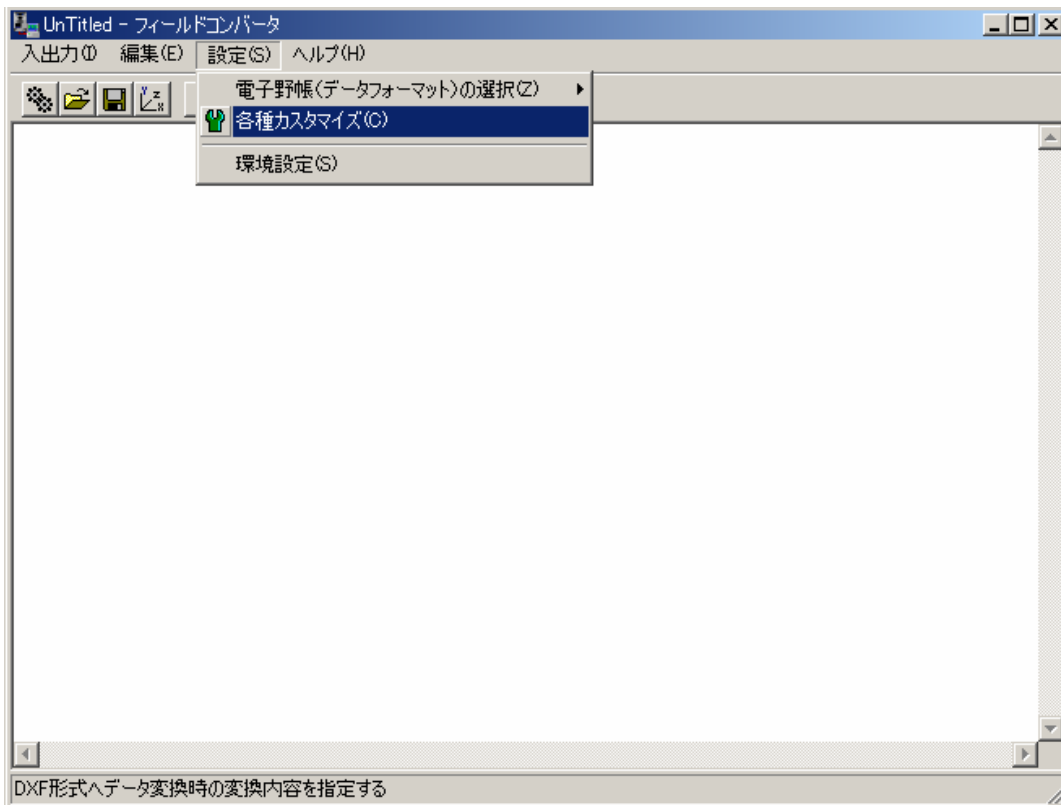 UnTitled - フィールドコンバータ
入出力(I) 編集(E) 設定(S) ヘルプ(H)
電子野帳(データフォーマット)の選択(Z)
各種カスタマイズ(C)
環境設定(S)
DXF形式へデータ変換時の変換内容を指定する